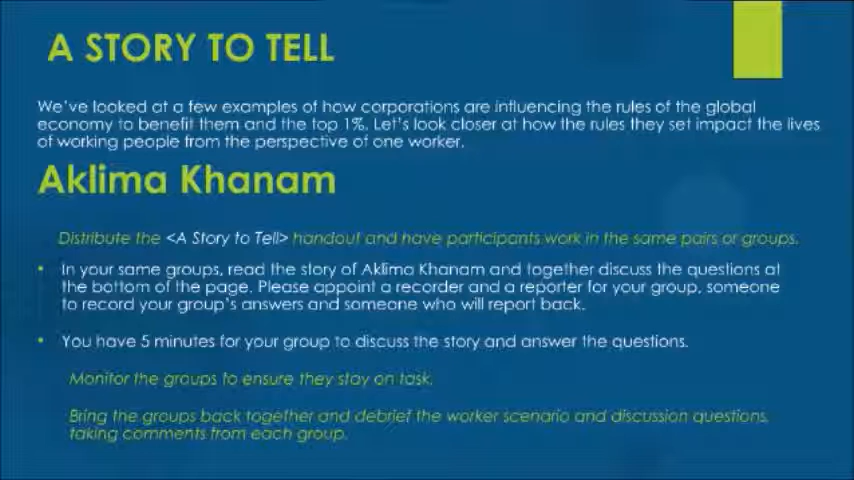 A STORY TO TELL
We've looked at a few examples of how corporations are influencing the rules of the global
economy to benefit them and the top 1%. Let's look closer at how the rules they set impact the lives
of working people from the perspective of one worker.
Aklima Khanam
Distribute the <A Story to Tell> handout and have participants work in the same pairs or groups.
• In your same groups, read the story of Aklima Khanam and together discuss the questions at
the bottom of the page. Please appoint a recorder and a reporter for your group, someone
to record your group's answers and someone who will report back.
• You have 5 minutes for your group to discuss the story and answer the questions.
Monitor the groups to ensure they stay on task.
Bring the groups back together and debrief the worker scenario and discussion questions,
taking comments from each group.